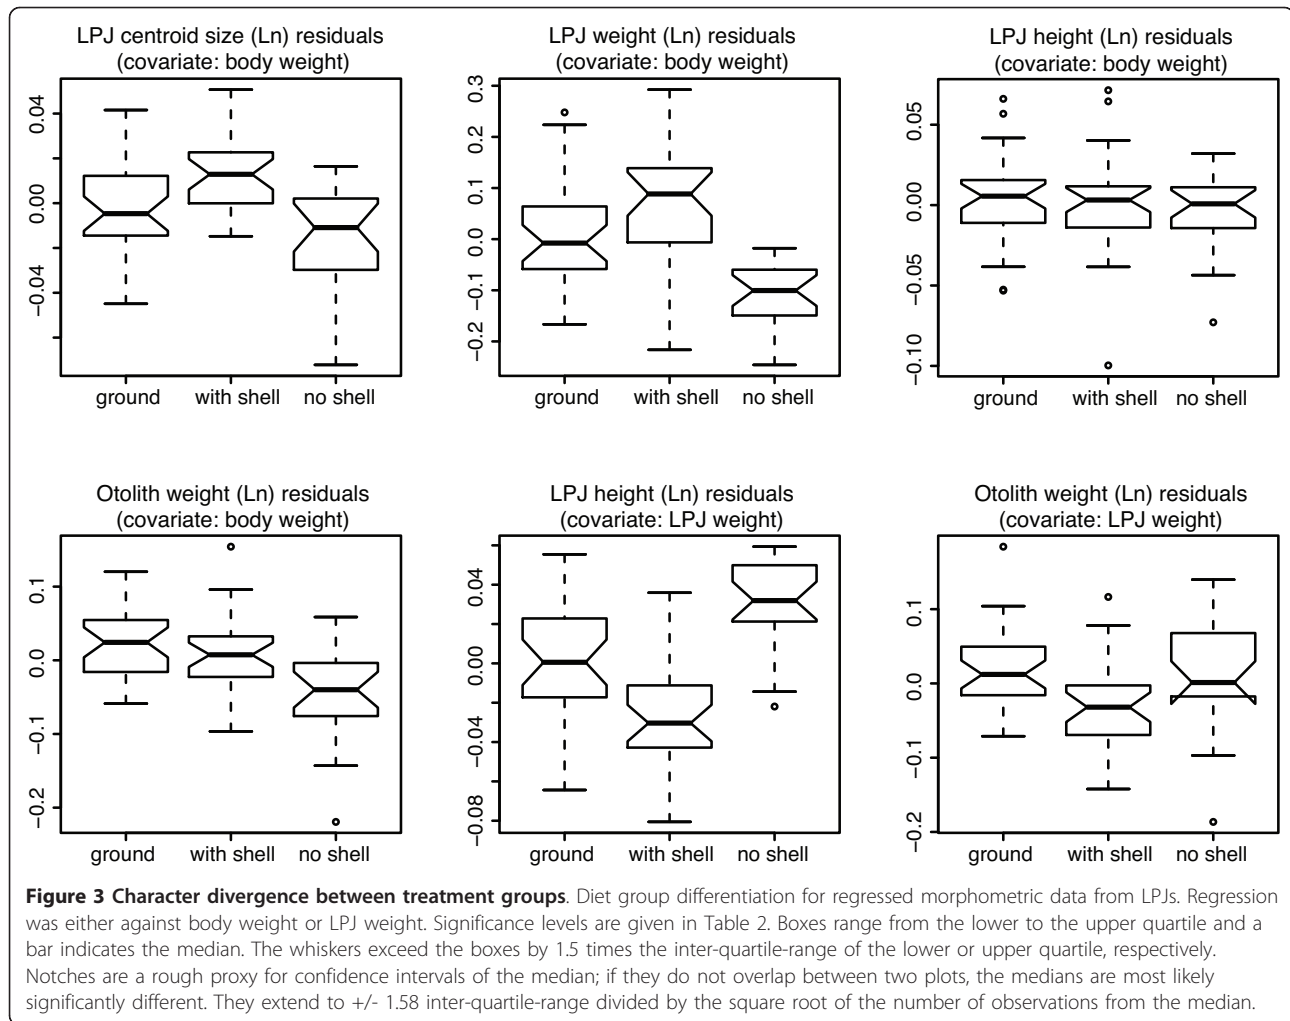 LPJ centroid size (Ln) residuals
(covariate: body weight)
0.04
0.00
−0.04
ground with shell no shell
LPJ weight (Ln) residuals
(covariate: body weight)
0.3
0.2
0.1
0.0
−0.1
−0.2
ground with shell no shell
LPJ height (Ln) residuals
(covariate: body weight)
0.05
0.00
−0.05
−0.10
ground with shell no shell
Otolith weight (Ln) residuals
(covariate: body weight)
0.1
0.0
−0.1
−0.2
ground with shell no shell
LPJ height (Ln) residuals
(covariate: LPJ weight)
0.04
0.00
−0.04
−0.08
ground with shell no shell
Otolith weight (Ln) residuals
(covariate: LPJ weight)
0.1
0.0
−0.1
−0.2
ground with shell no shell
Figure 3 Character divergence between treatment groups. Diet group differentiation for regressed morphometric data from LPJs. Regression
was either against body weight or LPJ weight. Significance levels are given in Table 2. Boxes range from the lower to the upper quartile and a
bar indicates the median. The whiskers exceed the boxes by 1.5 times the inter-quartile-range of the lower or upper quartile, respectively.
Notches are a rough proxy for confidence intervals of the median; if they do not overlap between two plots, the medians are most likely
significantly different. They extend to +/- 1.58 inter-quartile-range divided by the square root of the number of observations from the median.